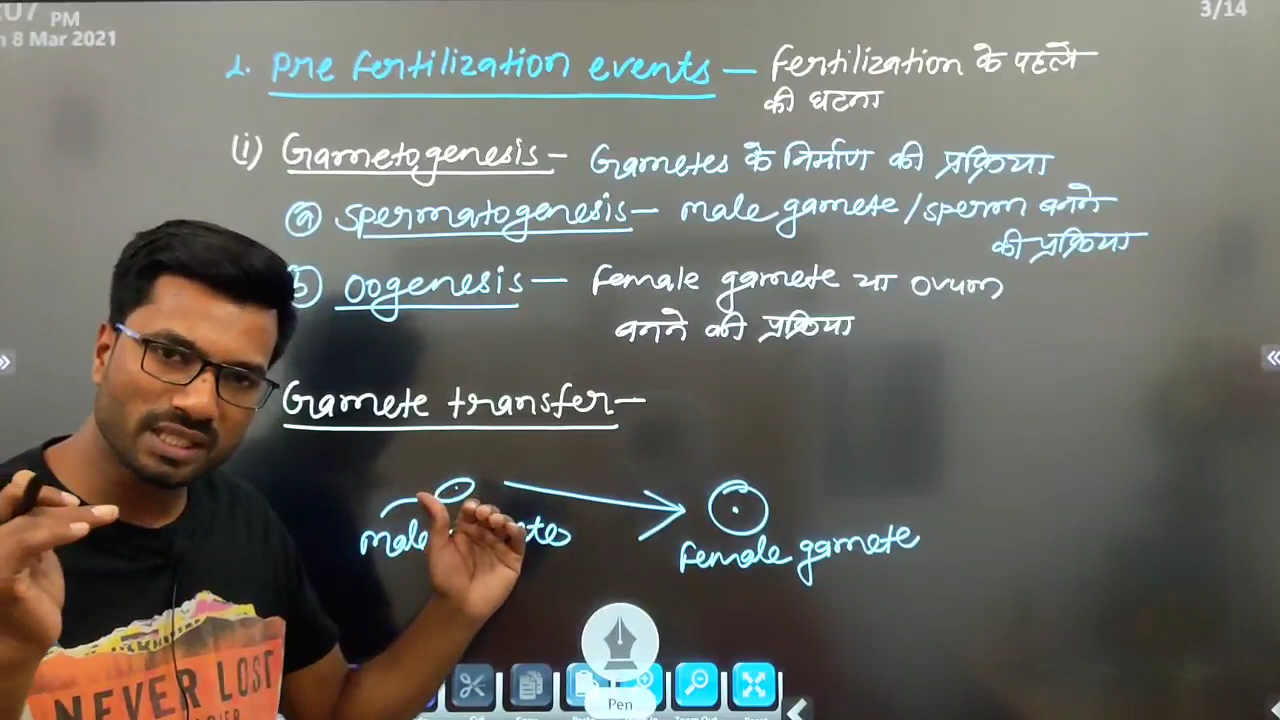 :07 PM
8 Mar 2021
3/14
1. Pre fertilization events — Fertilization के पहले
की घटना
(i) Gametogenesis – Gametes के निर्माण की प्रक्रिया
(a) Spermatogenesis – male gamete/sperm बनने
की प्रक्रिया
b) oogenesis – Female gamete या ovum
बनने की प्रक्रिया
Gamete transfer –
male
Female gamete
NEVER LOST
Pen